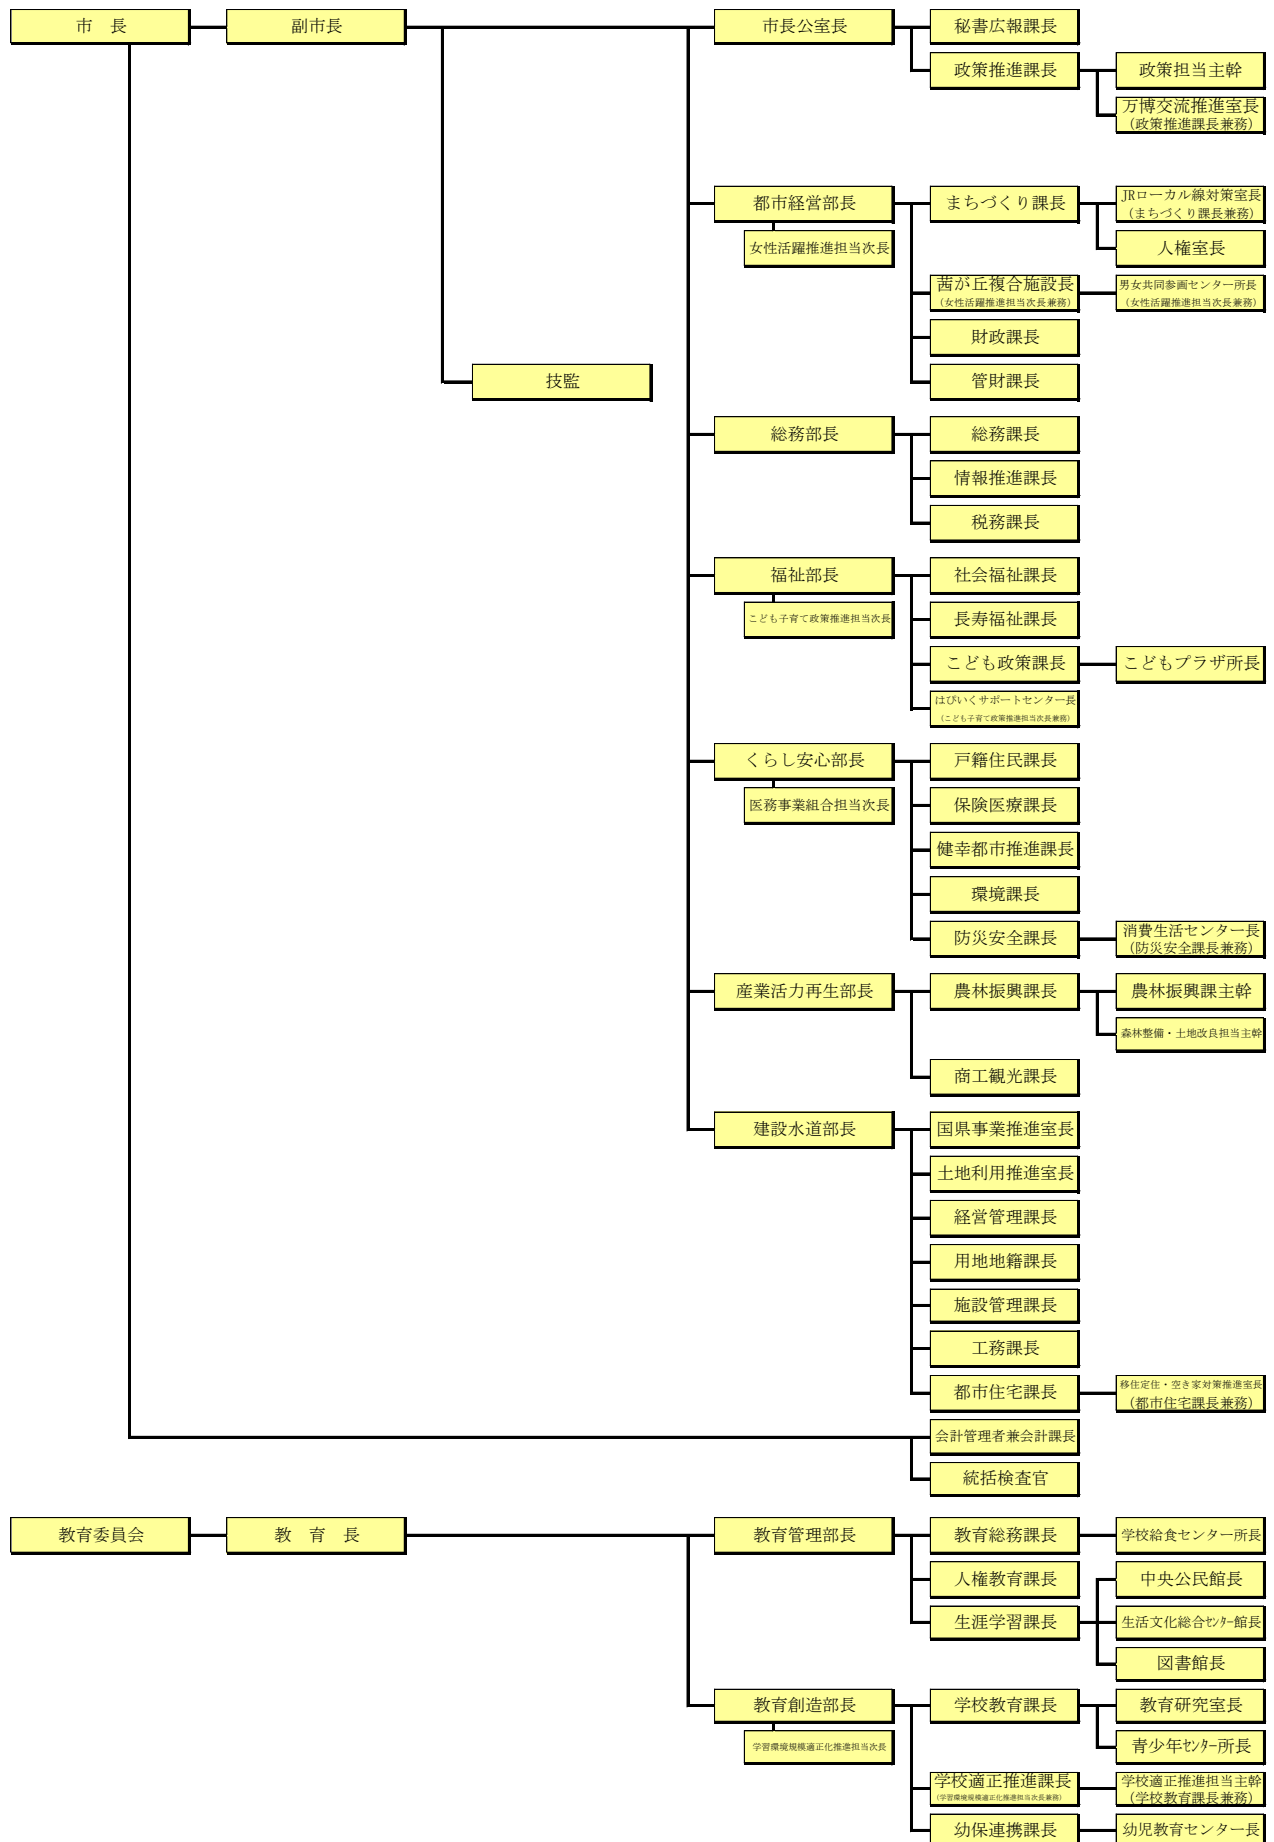 市　長
副市長
市長公室長
秘書広報課長
政策推進課長
政策担当主幹
万博交流推進室長
（政策推進課長兼務）
都市経営部長
まちづくり課長
JRローカル線対策室長
（まちづくり課長兼務）
女性活躍推進担当次長
人権室長
茜が丘複合施設長
（女性活躍推進担当次長兼務）
男女共同参画センター所長
（女性活躍推進担当次長兼務）
財政課長
技監
管財課長
総務部長
総務課長
情報推進課長
税務課長
福祉部長
社会福祉課長
こども子育て政策推進担当次長
長寿福祉課長
こども政策課長
こどもプラザ所長
はぴいくサポートセンター長
（こども子育て政策推進担当次長兼務）
くらし安心部長
戸籍住民課長
医務事業組合担当次長
保険医療課長
健幸都市推進課長
環境課長
防災安全課長
消費生活センター長
（防災安全課長兼務）
産業活力再生部長
農林振興課長
農林振興課主幹
森林整備・土地改良担当主幹
商工観光課長
建設水道部長
国県事業推進室長
土地利用推進室長
経営管理課長
用地地籍課長
施設管理課長
工務課長
都市住宅課長
移住定住・空き家対策推進室長
（都市住宅課長兼務）
会計管理者兼会計課長
統括検査官
教育委員会
教　育　長
教育管理部長
教育総務課長
学校給食センター所長
人権教育課長
中央公民館長
生涯学習課長
生活文化総合ｾﾝﾀｰ館長
図書館長
教育創造部長
学校教育課長
教育研究室長
学習環境規模適正化推進担当次長
青少年ｾﾝﾀｰ所長
学校適正推進課長
（学習環境規模適正化推進担当次長兼務）
学校適正推進担当主幹
（学校教育課長兼務）
幼保連携課長
幼児教育センター長